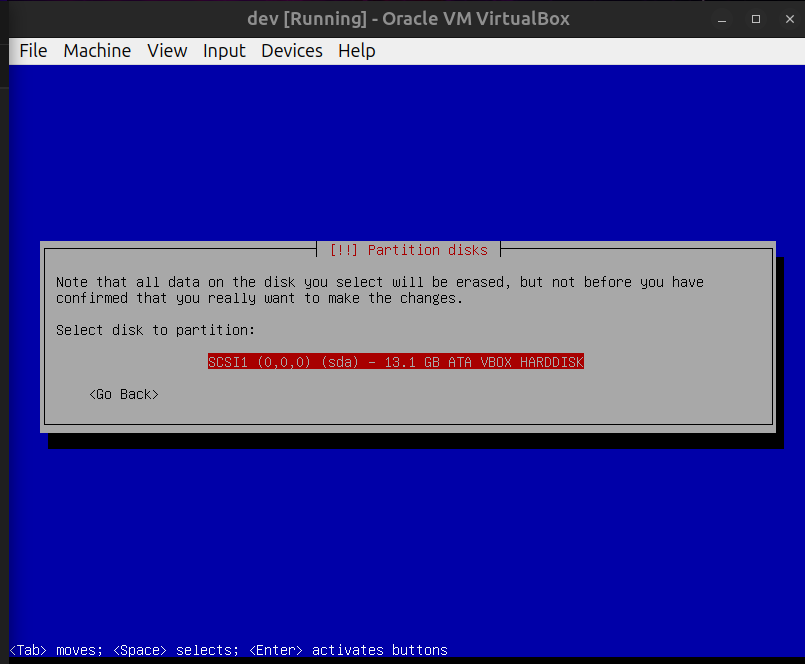 dev [Running] - Oracle VM VirtualBox
File Machine View Input Devices Help
[!!] Partition disks
Note that all data on the disk you select will be erased, but not before you have
confirmed that you really want to make the changes.
Select disk to partition:
SCSI1 (0,0,0) (sda) - 13.1 GB ATA VBOX HARDDISK
<Go Back>
<Tab> moves; <Space> selects; <Enter> activates buttons